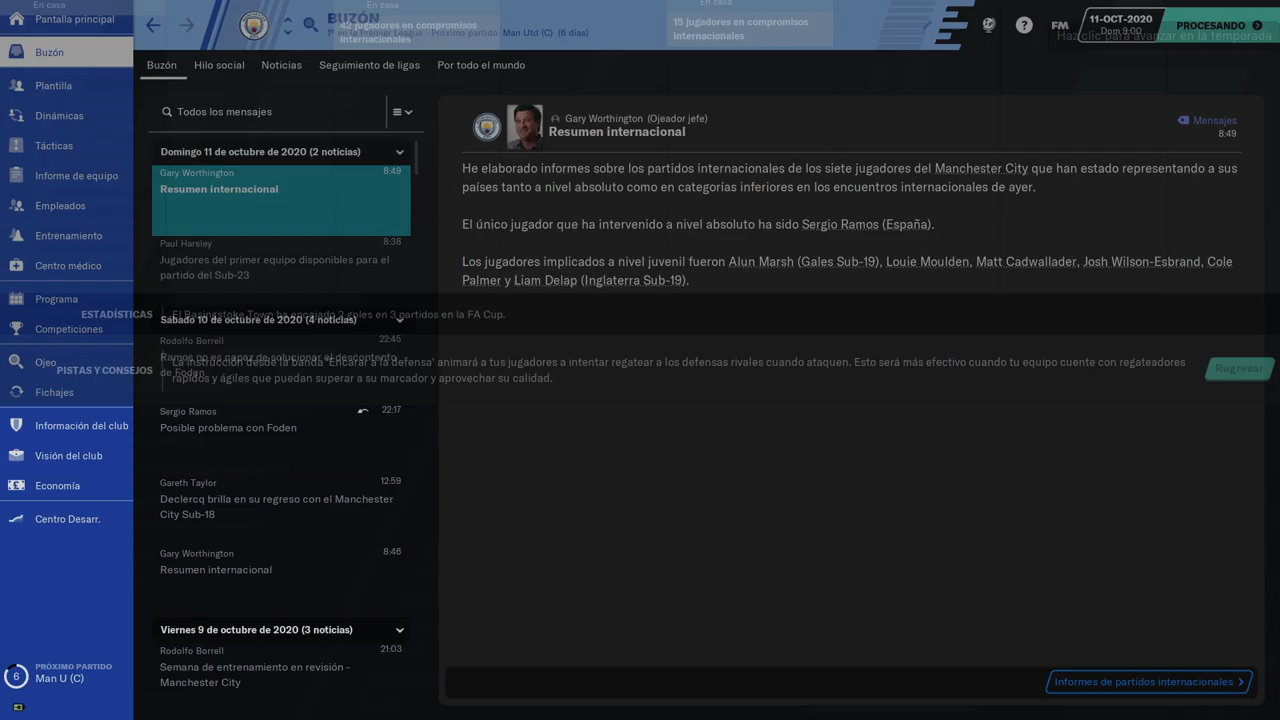 En casa
En casa
En casa
Pantalla principal
BUZÓN
42 jugadores en compromisos
internacionales
1º en la Premier League - Próximo partido Man Utd (C) (6 días)
15 jugadores en compromisos
internacionales
FM
11-OCT-2020
Dom 9:00
PROCESANDO
Haz clic para avanzar en la temporada
Buzón
Plantilla
Dinámicas
Tácticas
Informe de equipo
Empleados
Entrenamiento
Centro médico
Programa
Competiciones
Ojeo
Fichajes
Información del club
Visión del club
Economía
Centro Desarr.
6
PRÓXIMO PARTIDO
Man U (C)
Buzón
Hilo social
Noticias
Seguimiento de ligas
Por todo el mundo
Todos los mensajes
Domingo 11 de octubre de 2020 (2 noticias)
Gary Worthington
8:49
Resumen internacional
Paul Harsley
8:38
Jugadores del primer equipo disponibles para el
partido del Sub-23
Sábado 10 de octubre de 2020 (4 noticias)
Rodolfo Borrell
22:45
Ramos no es capaz de solucionar el descontento
de Foden
Sergio Ramos
22:17
Posible problema con Foden
Gareth Taylor
12:59
Declercq brilla en su regreso con el Manchester
City Sub-18
Gary Worthington
8:46
Resumen internacional
Viernes 9 de octubre de 2020 (3 noticias)
Rodolfo Borrell
21:03
Semana de entrenamiento en revisión -
Manchester City
Gary Worthington (Ojeador jefe)
Resumen internacional
Mensajes
8:49
He elaborado informes sobre los partidos internacionales de los siete jugadores del Manchester City que han estado representando a sus
países tanto a nivel absoluto como en categorías inferiores en los encuentros internacionales de ayer.
El único jugador que ha intervenido a nivel absoluto ha sido Sergio Ramos (España).
Los jugadores implicados a nivel juvenil fueron Alun Marsh (Gales Sub-19), Louie Moulden, Matt Cadwallader, Josh Wilson-Esbrand, Cole
Palmer y Liam Delap (Inglaterra Sub-19).
ESTADÍSTICAS
El Basingstoke Town ha encajado 2 goles en 3 partidos en la FA Cup.
PISTAS Y CONSEJOS
La instrucción desde la banda 'Encarar a la defensa' animará a tus jugadores a intentar regatear a los defensas rivales cuando ataquen. Esto será más efectivo cuando tu equipo cuente con regateadores
rápidos y ágiles que puedan superar a su marcador y aprovechar su calidad.
Regresar
Informes de partidos internacionales